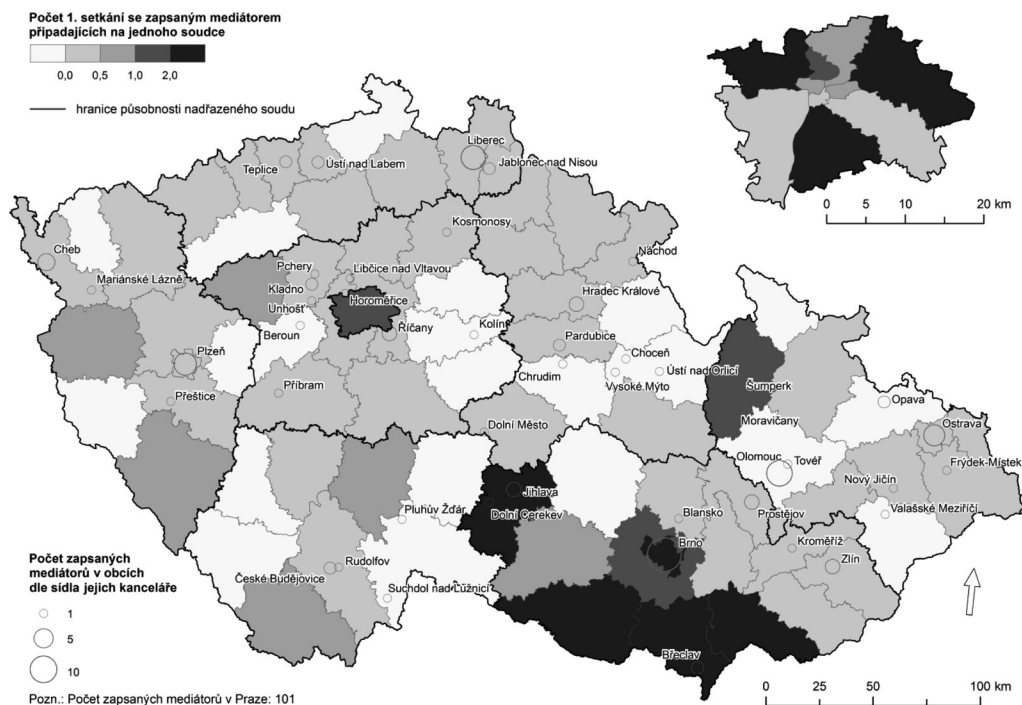 Počet 1. setkání se zapsaným mediátorem
připadajících na jednoho soudce
0,0 0,5 1,0 2,0
hranice působnosti nadřazeného soudu
0 5 10 20 km
Liberec
Teplice
Ústí nad Labem
Jablonec nad Nisou
Kosmonosy
Náchod
Cheb
Mariánské Lázně
Pchery
Libčice nad Vltavou
Kladno
Hradec Králové
Unhošť
Horoměřice
Beroun
Říčany
Kolín
Pardubice
Plzeň
Choceň
Chrudim
Vysoké Mýto
Ústí nad Orlicí
Šumperk
Příbram
Přeštice
Opava
Dolní Město
Moravičany
Ostrava
Olomouc
Tovéř
Frýdek-Místek
Nový Jičín
Jihlava
Pluhův Žďár
Dolní Cerekev
Blansko
Prostějov
Valašské Meziříčí
Brno
Kroměříž
Zlín
Počet zapsaných
mediátorů v obcích
dle sídla jejich kanceláře
1
5
10
České Budějovice
Rudolfov
Suchdol nad Lužnicí
Břeclav
0 25 50 100 km
Pozn.: Počet zapsaných mediátorů v Praze: 101